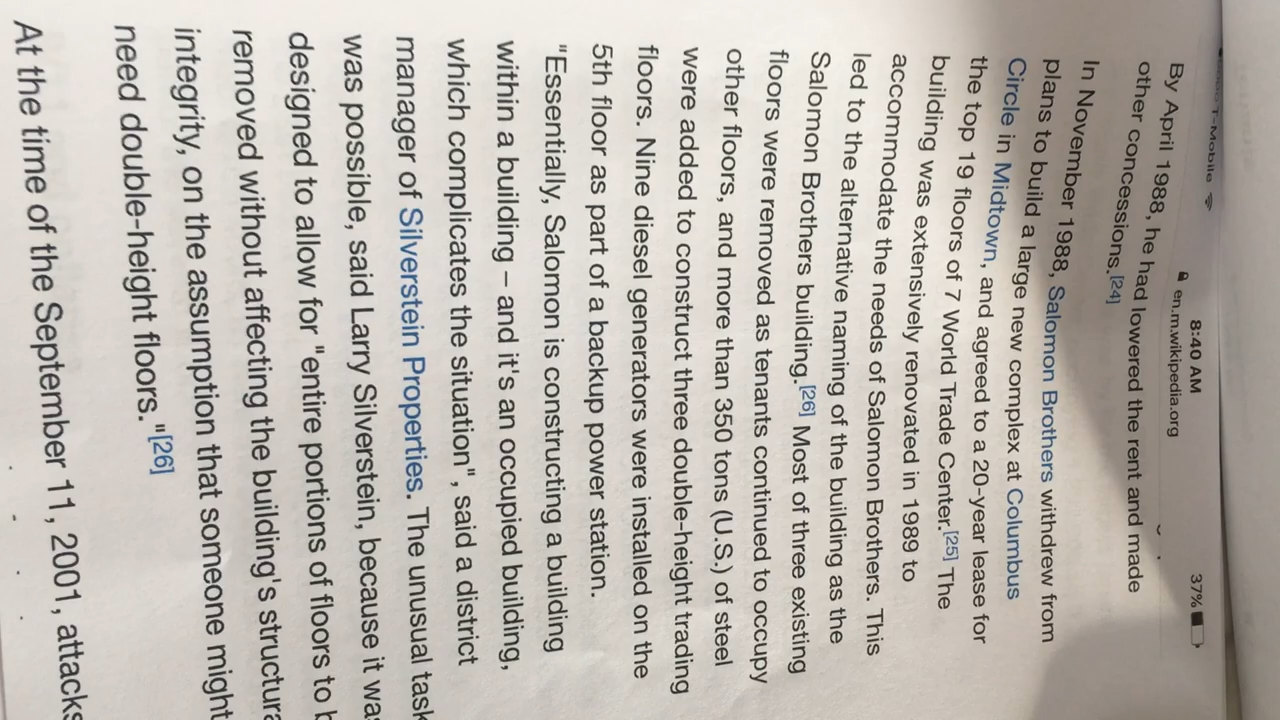 T-Mobile 8:40 AM 37%
en.m.wikipedia.org
By April 1988, he had lowered the rent and made
other concessions.[24]
In November 1988, Salomon Brothers withdrew from
plans to build a large new complex at Columbus
Circle in Midtown, and agreed to a 20-year lease for
the top 19 floors of 7 World Trade Center.[25] The
building was extensively renovated in 1989 to
accommodate the needs of Salomon Brothers. This
led to the alternative naming of the building as the
Salomon Brothers building.[26] Most of three existing
floors were removed as tenants continued to occupy
other floors, and more than 350 tons (U.S.) of steel
were added to construct three double-height trading
floors. Nine diesel generators were installed on the
5th floor as part of a backup power station.
"Essentially, Salomon is constructing a building
within a building – and it's an occupied building,
which complicates the situation", said a district
manager of Silverstein Properties. The unusual task
was possible, said Larry Silverstein, because it was
designed to allow for "entire portions of floors to b
removed without affecting the building's structura
integrity, on the assumption that someone might
need double-height floors."[26]
At the time of the September 11, 2001, attacks